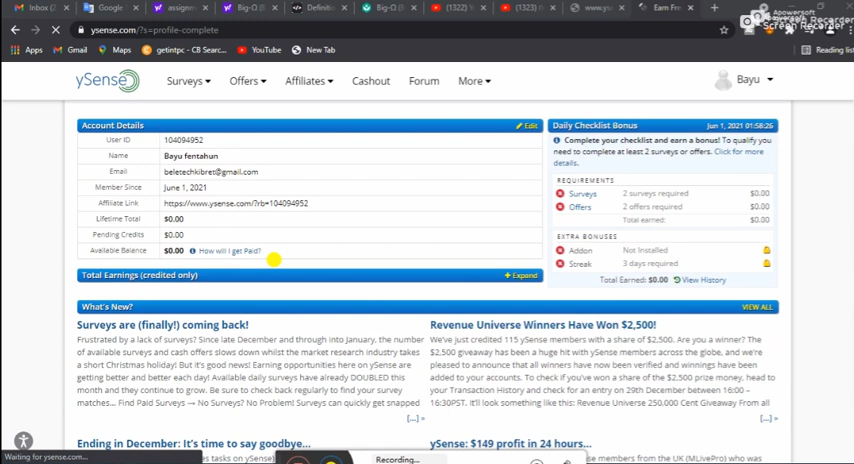 Inbox (2
Google
assignm
Big-O (
Definiti
Big-O (
(1322) Y
(1323)
www.ys
Earn Fre
Apowersoft
Screen Recorder
ysense.com/?s=profile-complete
Apps Gmail Maps getintpc - CB Search... YouTube New Tab Reading list
ySense Surveys Offers Affiliates Cashout Forum More Bayu
Account Details Edit
User ID 104094952
Name Bayu fentahun
Email beletechkibret@gmail.com
Member Since June 1, 2021
Affiliate Link https://www.ysense.com/?rb=104094952
Lifetime Total $0.00
Pending Credits $0.00
Available Balance $0.00 How will I get Paid?
Total Earnings (credited only) + Expand
Daily Checklist Bonus Jun 1, 2021 01:58:26
Complete your checklist and earn a bonus! To qualify you
need to complete at least 2 surveys or offers. Click for more
details.
REQUIREMENTS
Surveys 2 surveys required $0.00
Offers 2 offers required $0.00
Total earned: $0.00
EXTRA BONUSES
Addon Not Installed
Streak 3 days required
Total Earned: $0.00 View History
What's New? VIEW ALL
Surveys are (finally!) coming back!
Frustrated by a lack of surveys? Since late December and through into January, the number
of available surveys and cash offers slows down whilst the market research industry takes
a short Christmas holiday! But it's good news! Earning opportunities here on ySense are
getting better and better each day! Available daily surveys have already DOUBLED this
month and they continue to grow. Be sure to check back regularly to find your survey
matches... Find Paid Surveys → No Surveys? No Problem! Surveys can quickly get snapped
[...] »
Revenue Universe Winners Have Won $2,500!
We've just credited 115 ySense members with a share of $2,500. Are you a winner? The
$2,500 giveaway has been a huge hit with ySense members across the globe, and we're
pleased to announce that all winners have now been verified and winnings have been
added to your accounts. To check if you've won a share of the $2,500 prize money, head to
your Transaction History and check for an entry on 29th December between 16:00 –
16:30PST. It'll look something like this: Revenue Universe 250,000 Cent Giveaway From all
[...] »
Ending in December: It's time to say goodbye...
ySense: $149 profit in 24 hours...
tasks on ySense)
members from the UK (MLivePro) who was
Waiting for ysense.com...
Recording...